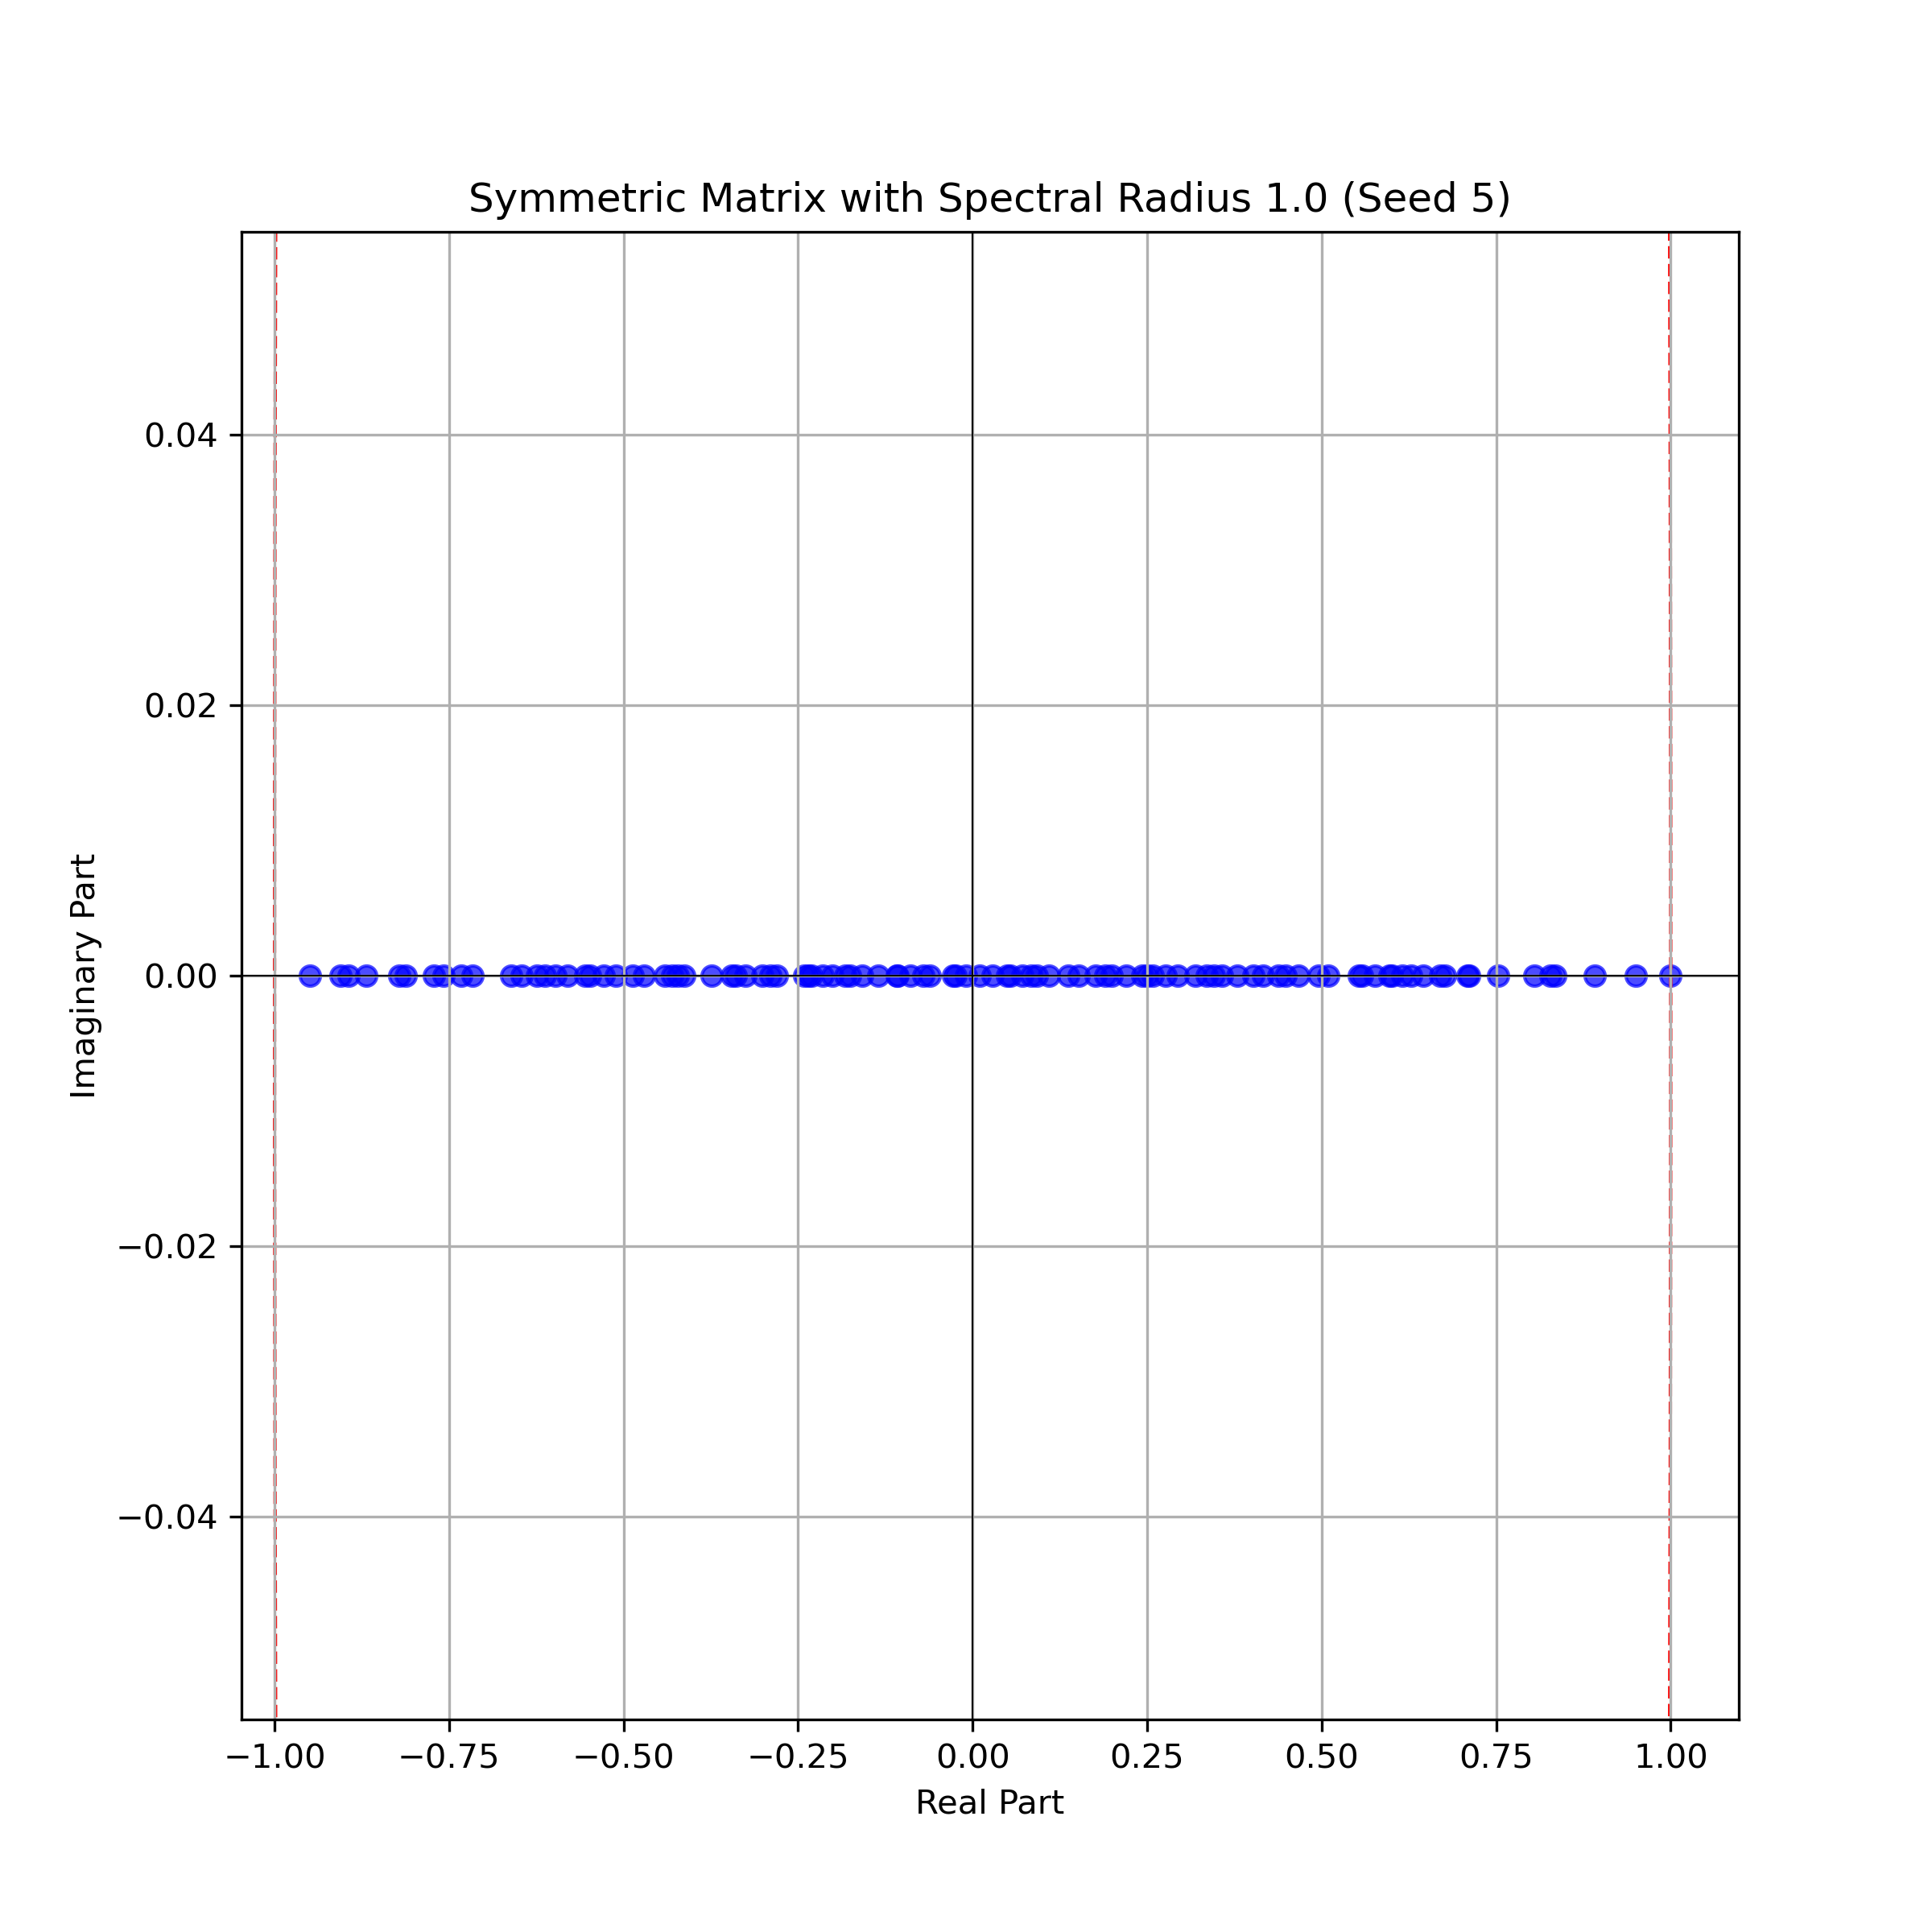 Symmetric Matrix with Spectral Radius 1.0 (Seed 5)
0.04
0.02
0.00
−0.02
−0.04
Imaginary Part
−1.00 −0.75 −0.50 −0.25 0.00 0.25 0.50 0.75 1.00
Real Part